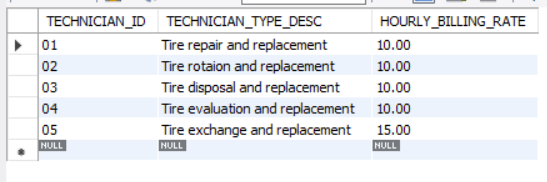 TECHNICIAN_ID TECHNICIAN_TYPE_DESC HOURLY_BILLING_RATE
01 Tire repair and replacement 10.00
02 Tire rotaion and replacement 10.00
03 Tire disposal and replacement 10.00
04 Tire evaluation and replacement 10.00
05 Tire exchange and replacement 15.00
NULL NULL NULL